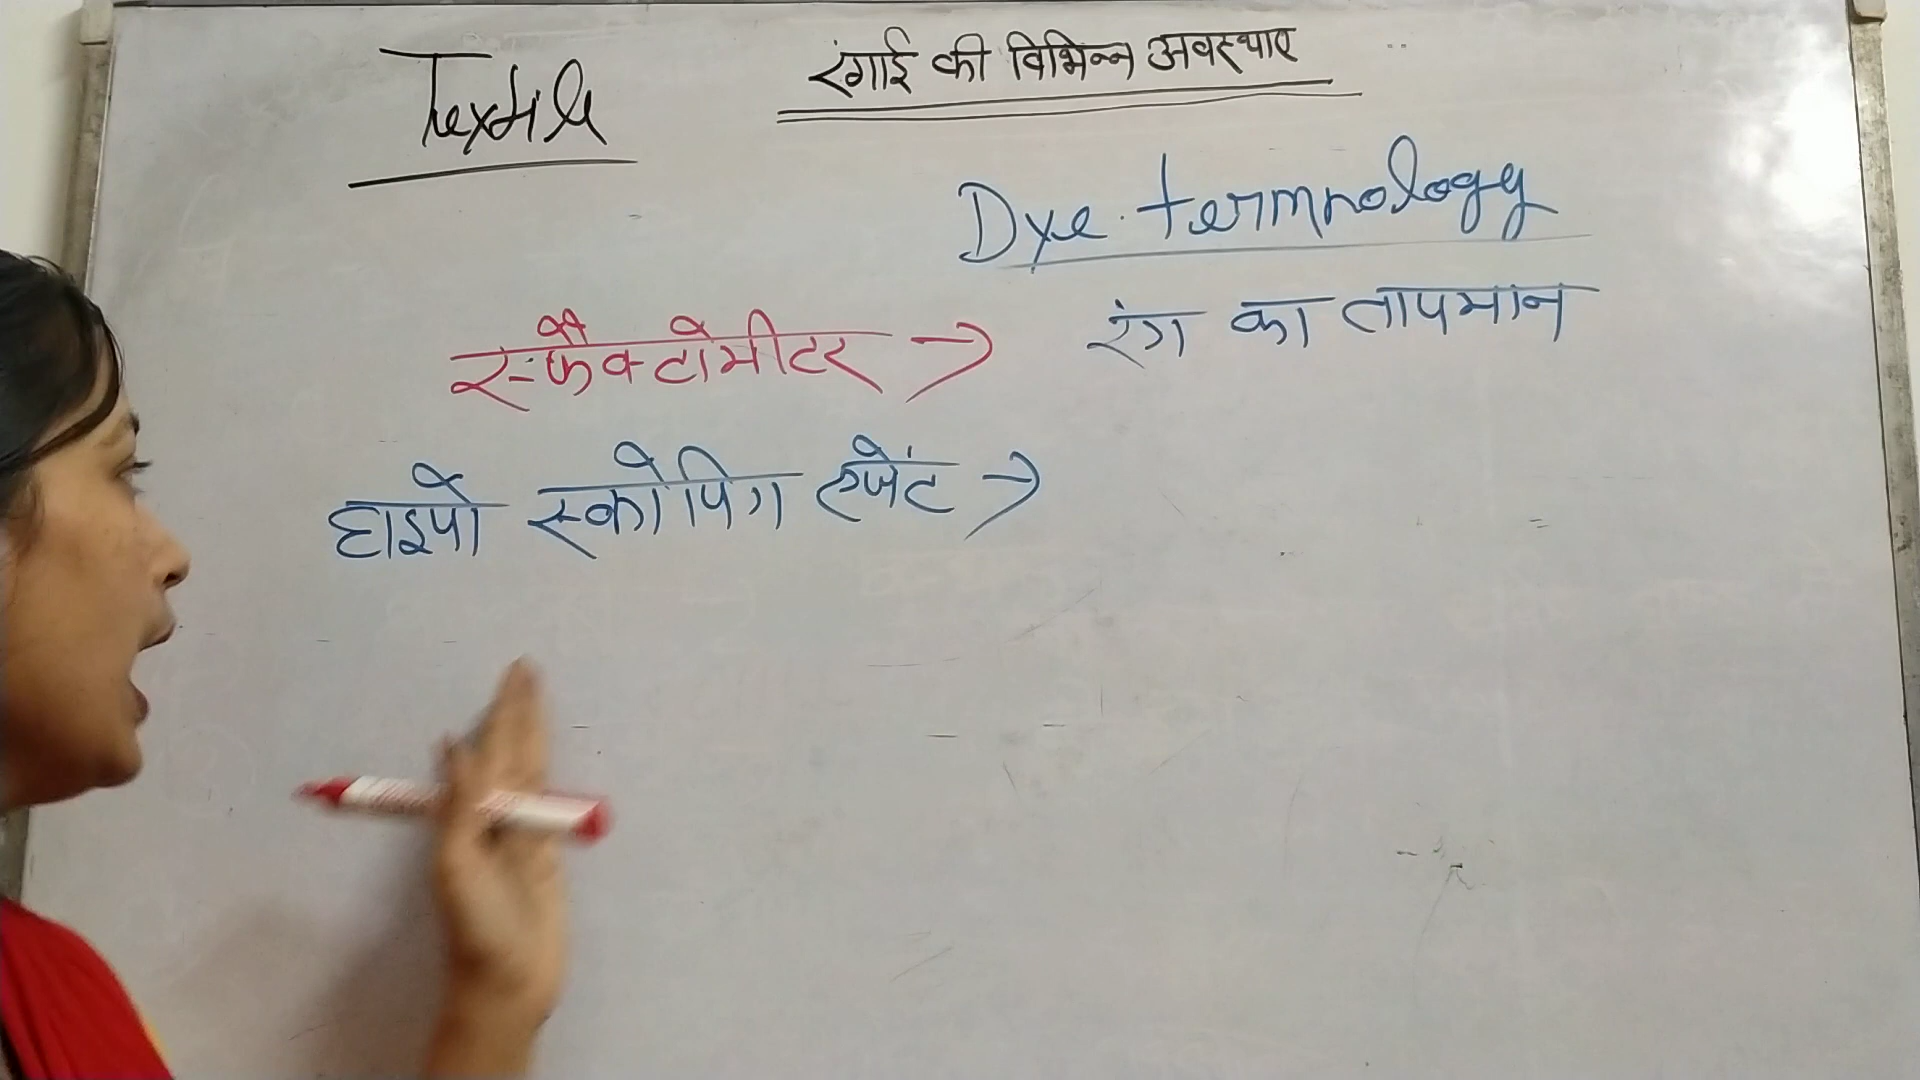 Textile
रंगाई की विभिन्न अवस्थाए
Dye termnology
स्फैक्टोमीटर → रंग का तापमान
हाइपो स्कोपिंग एजेंट →